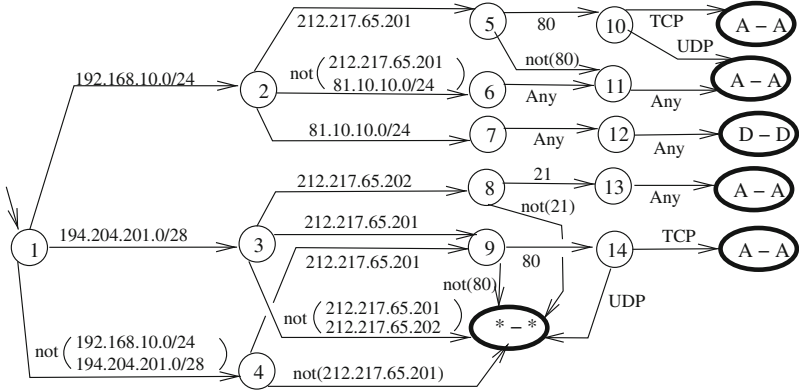 212.217.65.201
5
80
10
TCP
A – A
UDP
not(80)
192.168.10.0/24
2
not( 212.217.65.201
81.10.10.0/24 )
6
Any
11
Any
A – A
81.10.10.0/24
7
Any
12
Any
D – D
212.217.65.202
8
21
13
Any
A – A
not(21)
1
194.204.201.0/28
3
212.217.65.201
9
80
14
TCP
A – A
212.217.65.201
not(80)
UDP
not( 212.217.65.201
212.217.65.202 )
* – *
not( 192.168.10.0/24
194.204.201.0/28 )
4
not(212.217.65.201)